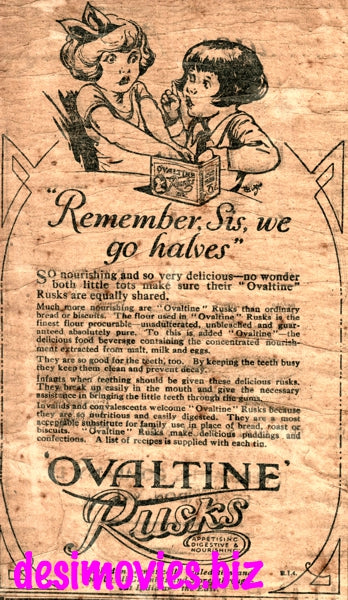 desimovies.biz
OVALTINE
Rusks
"Remember, Sis, we
go halves"
SO nourishing and so very delicious—no wonder
both little tots make sure their "Ovaltine"
Rusks are equally shared.
Much more nourishing are "Ovaltine" Rusks than ordinary
bread or biscuits. The flour used in "Ovaltine" Rusks is the
finest flour procurable—unadulterated, unbleached and guar-
anteed absolutely pure. To this is added "Ovaltine"—the
delicious food beverage containing the concentrated nourish-
ment extracted from malt, milk and eggs.
They are so good for the teeth, too. By keeping the teeth busy
they keep them clean and prevent decay.
Infants when teething should be given these delicious rusks.
They break up easily in the mouth and give the necessary
assistance in bringing the little teeth through the gums.
Invalids and convalescents welcome "Ovaltine" Rusks because
they are so nutritious and easily digested. They are a most
acceptable substitute for family use in place of bread, roast or
biscuits. "Ovaltine" Rusks make delicious puddings and
confections. A list of recipes is supplied with each tin.
'OVALTINE'
Rusks
APPETISING
DIGESTIVE &
NOURISHING
desimovies.biz